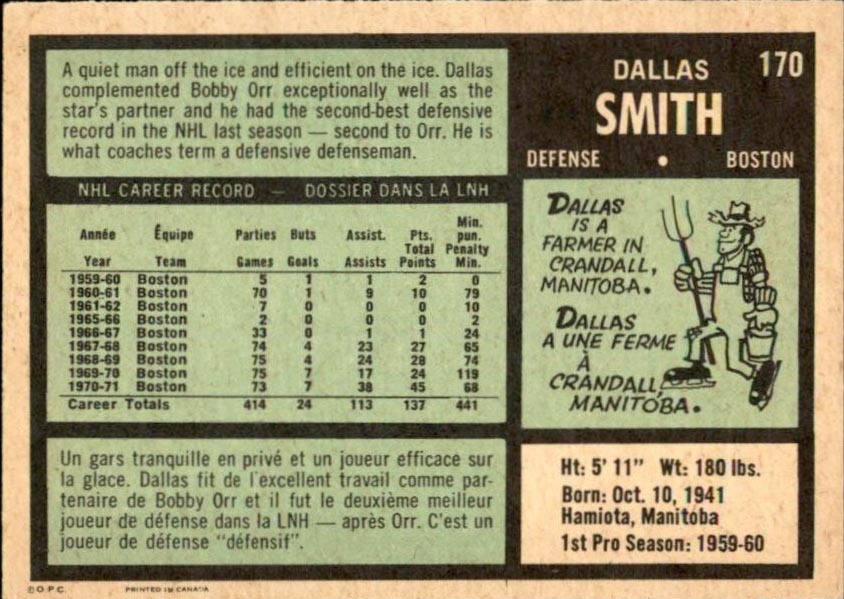 A quiet man off the ice and efficient on the ice. Dallas
complemented Bobby Orr exceptionally well as the
star's partner and he had the second-best defensive
record in the NHL last season — second to Orr. He is
what coaches term a defensive defenseman.
170
DALLAS
SMITH
DEFENSE • BOSTON
NHL CAREER RECORD — DOSSIER DANS LA LNH
Année Équipe Parties Buts Assist. Pts. Total Min. pun.
Year Team Games Goals Assists Points Penalty Min.
1959-60 Boston 5 1 1 2 0
1960-61 Boston 70 1 9 10 79
1961-62 Boston 7 0 0 0 10
1965-66 Boston 2 0 0 0 2
1966-67 Boston 33 0 1 1 24
1967-68 Boston 74 4 23 27 65
1968-69 Boston 75 4 24 28 74
1969-70 Boston 75 7 17 24 119
1970-71 Boston 73 7 38 45 68
Career Totals 414 24 113 137 441
DALLAS
IS A
FARMER IN
CRANDALL,
MANITOBA.
DALLAS
A UNE FERME
À
CRANDALL,
MANITOBA.
Un gars tranquille en privé et un joueur efficace sur
la glace. Dallas fit de l'excellent travail comme par-
tenaire de Bobby Orr et il fut le deuxième meilleur
joueur de défense dans la LNH — après Orr. C'est un
joueur de défense "défensif".
Ht: 5' 11" Wt: 180 lbs.
Born: Oct. 10, 1941
Hamiota, Manitoba
1st Pro Season: 1959-60
©O.P.C. PRINTED IN CANADA